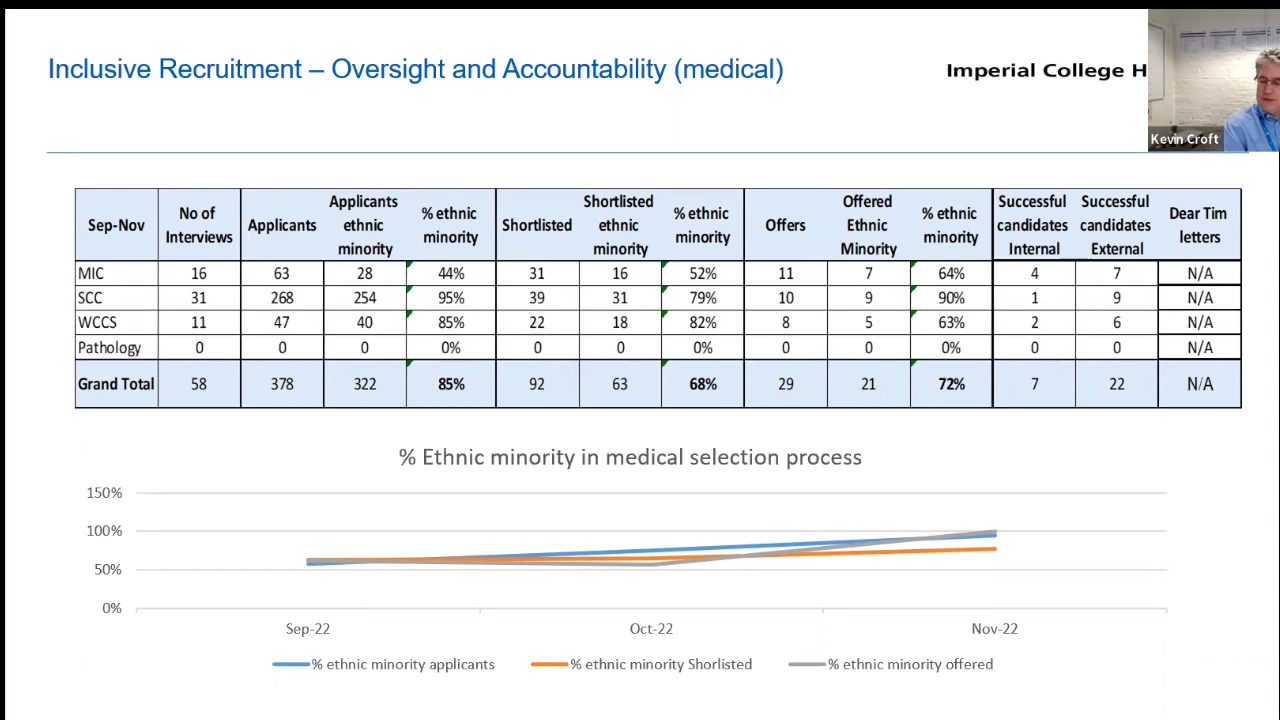 Inclusive Recruitment – Oversight and Accountability (medical)
Imperial College H
Kevin Croft
Sep-Nov No of Interviews Applicants Applicants ethnic minority % ethnic minority Shortlisted Shortlisted ethnic minority % ethnic minority Offers Offered Ethnic Minority % ethnic minority Successful candidates Internal Successful candidates External Dear Tim letters
MIC 16 63 28 44% 31 16 52% 11 7 64% 4 7 N/A
SCC 31 268 254 95% 39 31 79% 10 9 90% 1 9 N/A
WCCS 11 47 40 85% 22 18 82% 8 5 63% 2 6 N/A
Pathology 0 0 0 0% 0 0 0% 0 0 0% 0 0 N/A
Grand Total 58 378 322 85% 92 63 68% 29 21 72% 7 22 N/A
% Ethnic minority in medical selection process
150%
100%
50%
0%
Sep-22 Oct-22 Nov-22
% ethnic minority applicants % ethnic minority Shorlisted % ethnic minority offered